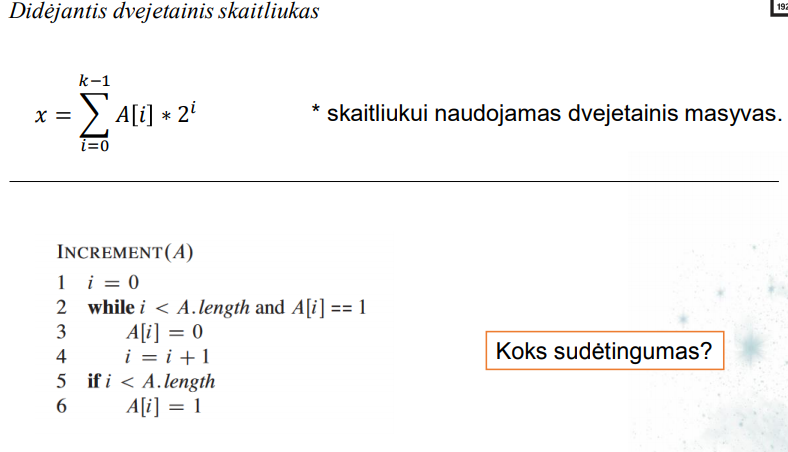 Didėjantis dvejetainis skaitliukas
192
k−1
x = ∑ A[i] ∗ 2^i
i=0
* skaitliukui naudojamas dvejetainis masyvas.
INCREMENT(A)
1 i = 0
2 while i < A.length and A[i] == 1
3 A[i] = 0
4 i = i + 1
5 if i < A.length
6 A[i] = 1
Koks sudėtingumas?